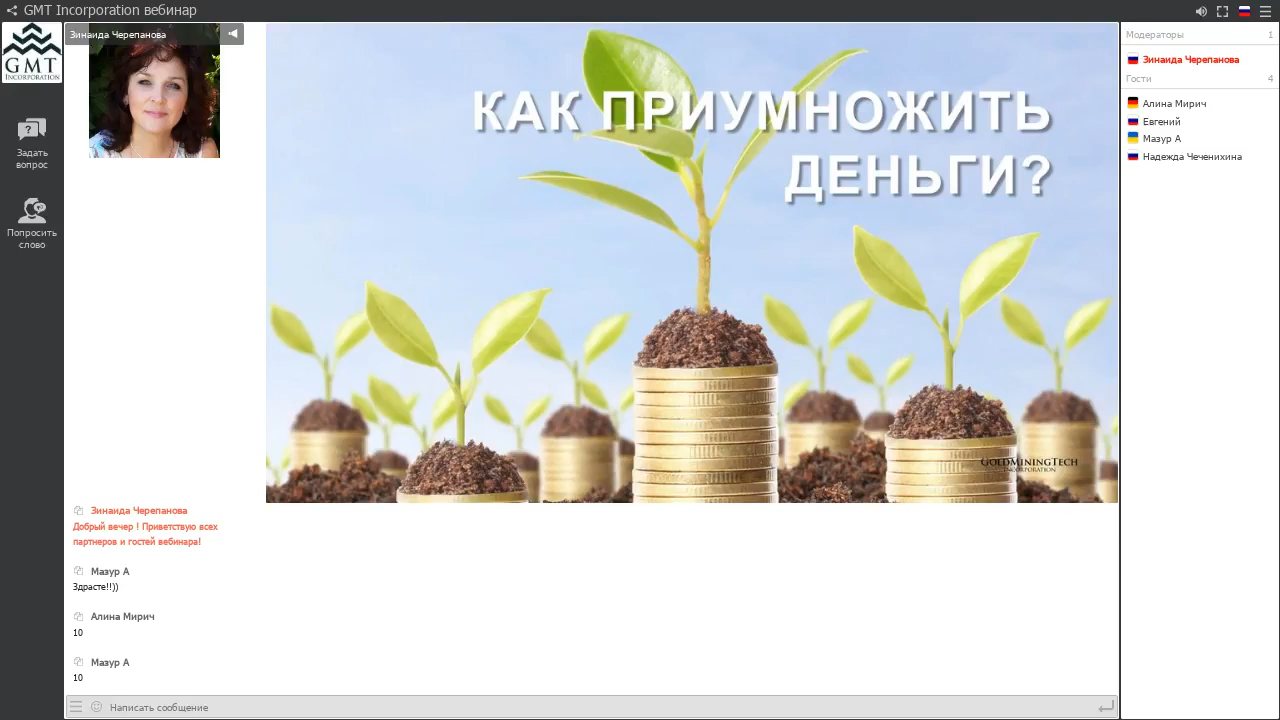 GMT Incorporation вебинар
GMT
INCORPORATION
Зинаида Черепанова
Задать
вопрос
Попросить
слово
КАК ПРИУМНОЖИТЬ
ДЕНЬГИ?
GOLDMININGTECH
INCORPORATION
Зинаида Черепанова
Добрый вечер ! Приветствую всех
партнеров и гостей вебинара!
Мазур А
Здрасте!!))
Алина Мирич
10
Мазур А
10
Написать сообщение
Модераторы 1
Зинаида Черепанова
Гости 4
Алина Мирич
Евгений
Мазур А
Надежда Чеченихина